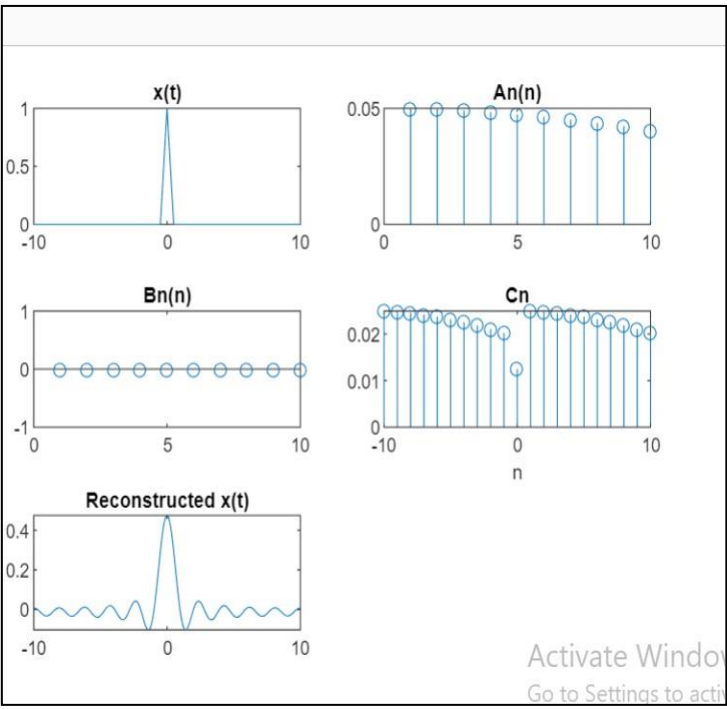 x(t)
1
0.5
0
-10 0 10
An(n)
0.05
0
0 5 10
Bn(n)
1
0
-1
0 5 10
Cn
0.02
0.01
0
-10 0 10
n
Reconstructed x(t)
0.4
0.2
0
-10 0 10
Activate Window
Go to Settings to acti